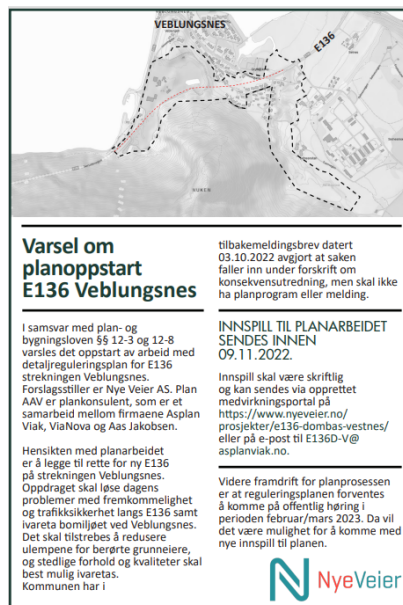 VEBLUNGSNES
E136
Varsel om
planoppstart
E136 Veblungsnes
I samsvar med plan- og
bygningsloven §§ 12-3 og 12-8
varsles det oppstart av arbeid med
detaljreguleringsplan for E136
strekningen Veblungsnes.
Forslagsstiller er Nye Veier AS. Plan
AAV er plankonsulent, som er et
samarbeid mellom firmaene Asplan
Viak, ViaNova og Aas Jakobsen.
Hensikten med planarbeidet
er å legge til rette for ny E136
på strekningen Veblungsnes.
Oppdraget skal løse dagens
problemer med fremkommelighet
og trafikksikkerhet langs E136 samt
ivareta bomiljøet ved Veblungsnes.
Det skal tilstrebes å redusere
ulempene for berørte grunneiere,
og stedlige forhold og kvaliteter skal
best mulig ivaretas.
Kommunen har i
tilbakemeldingsbrev datert
03.10.2022 avgjort at saken
faller inn under forskrift om
konsekvensutredning, men skal ikke
ha planprogram eller melding.
INNSPILL TIL PLANARBEIDET
SENDES INNEN
09.11.2022.
Innspill skal være skriftlig
og kan sendes via opprettet
medvirkningsportal på
https://www.nyeveier.no/
prosjekter/e136-dombas-vestnes/
eller på e-post til E136D-V@
asplanviak.no.
Videre framdrift for planprosessen
er at reguleringsplanen forventes
å komme på offentlig høring i
perioden februar/mars 2023. Da vil
det være mulighet for å komme med
nye innspill til planen.
NyeVeier